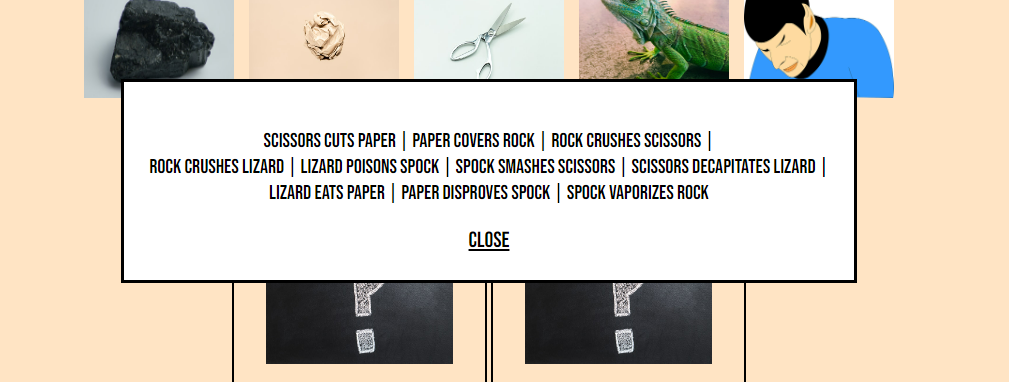 SCISSORS CUTS PAPER | PAPER COVERS ROCK | ROCK CRUSHES SCISSORS |
ROCK CRUSHES LIZARD | LIZARD POISONS SPOCK | SPOCK SMASHES SCISSORS | SCISSORS DECAPITATES LIZARD |
LIZARD EATS PAPER | PAPER DISPROVES SPOCK | SPOCK VAPORIZES ROCK
CLOSE